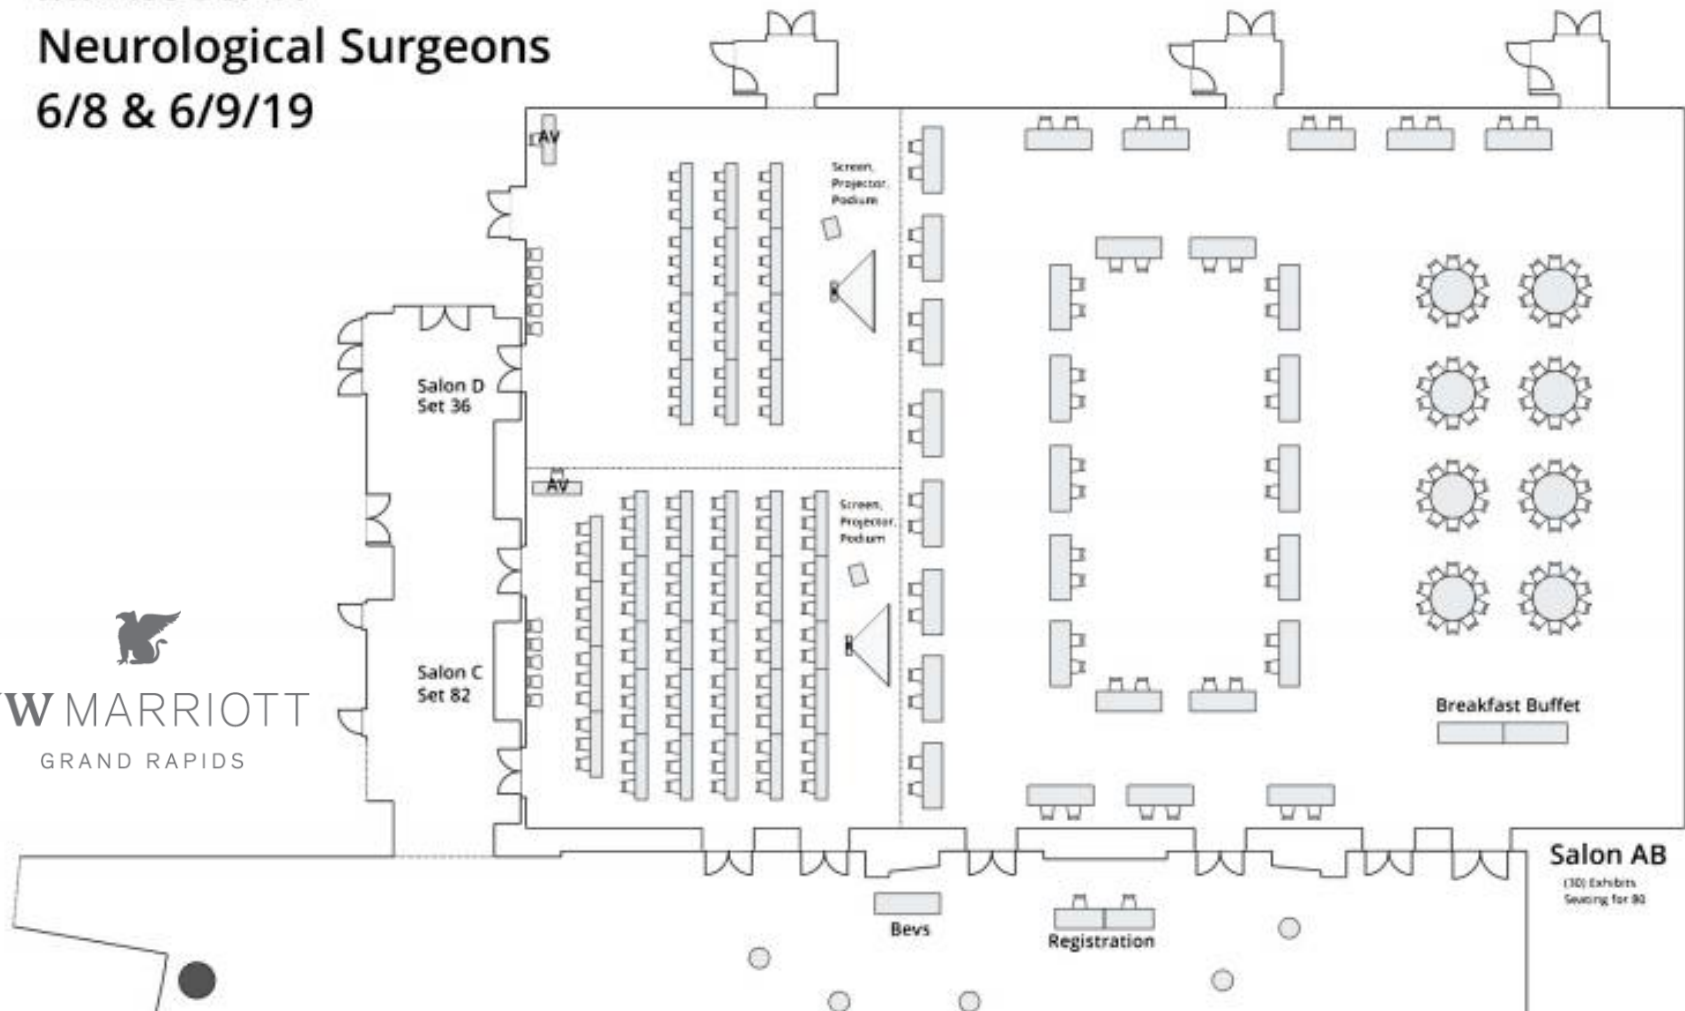 Neurological Surgeons
6/8 & 6/9/19
AV
Screen,
Projector,
Podium
Salon D
Set 36
AV
Screen,
Projector,
Podium
Salon C
Set 82
W MARRIOTT
GRAND RAPIDS
Breakfast Buffet
Salon AB
(30) Exhibits
Seating for 80
Bevs
Registration